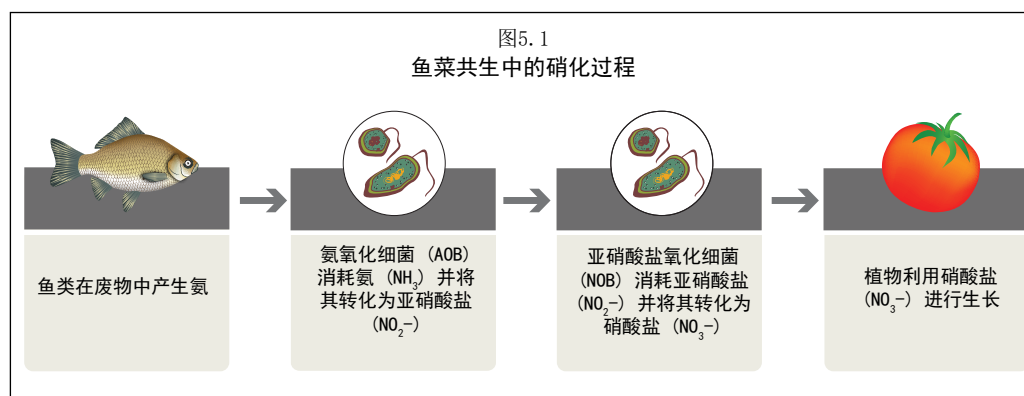 图5.1
鱼菜共生中的硝化过程
鱼类在废物中产生氨
氨氧化细菌（AOB）
消耗氨（NH₃）并将
其转化为亚硝酸盐
（NO₂-）
亚硝酸盐氧化细菌
（NOB）消耗亚硝酸盐
（NO₂-）并将其转化为
硝酸盐（NO₃-）
植物利用硝酸盐
（NO₃-）进行生长